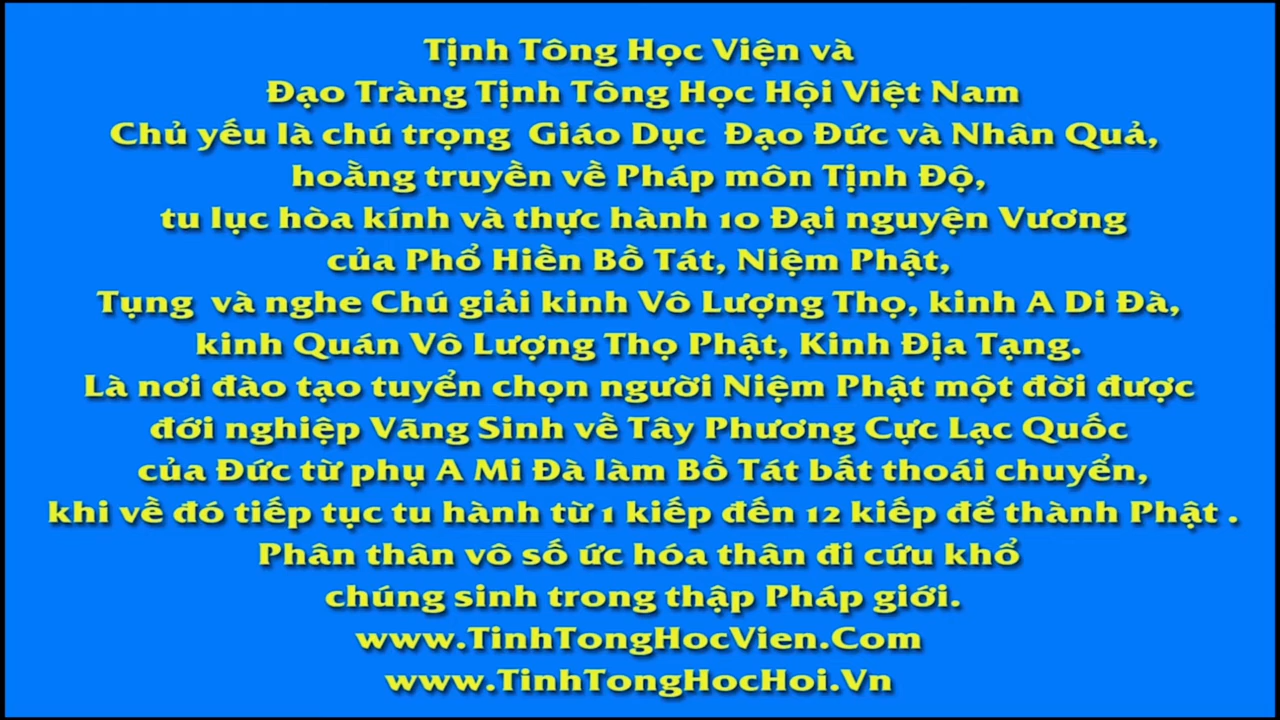 Tịnh Tông Học Viện và
Đạo Tràng Tịnh Tông Học Hội Việt Nam
Chủ yếu là chú trọng Giáo Dục Đạo Đức và Nhân Quả,
hoằng truyền về Pháp môn Tịnh Độ,
tu lục hòa kính và thực hành 10 Đại nguyện Vương
của Phổ Hiền Bồ Tát, Niệm Phật,
Tụng và nghe Chú giải kinh Vô Lượng Thọ, kinh A Di Đà,
kinh Quán Vô Lượng Thọ Phật, Kinh Địa Tạng.
Là nơi đào tạo tuyển chọn người Niệm Phật một đời được
đới nghiệp Vãng Sinh về Tây Phương Cực Lạc Quốc
của Đức từ phụ A Mi Đà làm Bồ Tát bất thoái chuyển,
khi về đó tiếp tục tu hành từ 1 kiếp đến 12 kiếp để thành Phật .
Phân thân vô số ức hóa thân đi cứu khổ
chúng sinh trong thập Pháp giới.
www.TinhTongHocVien.Com
www.TinhTongHocHoi.Vn